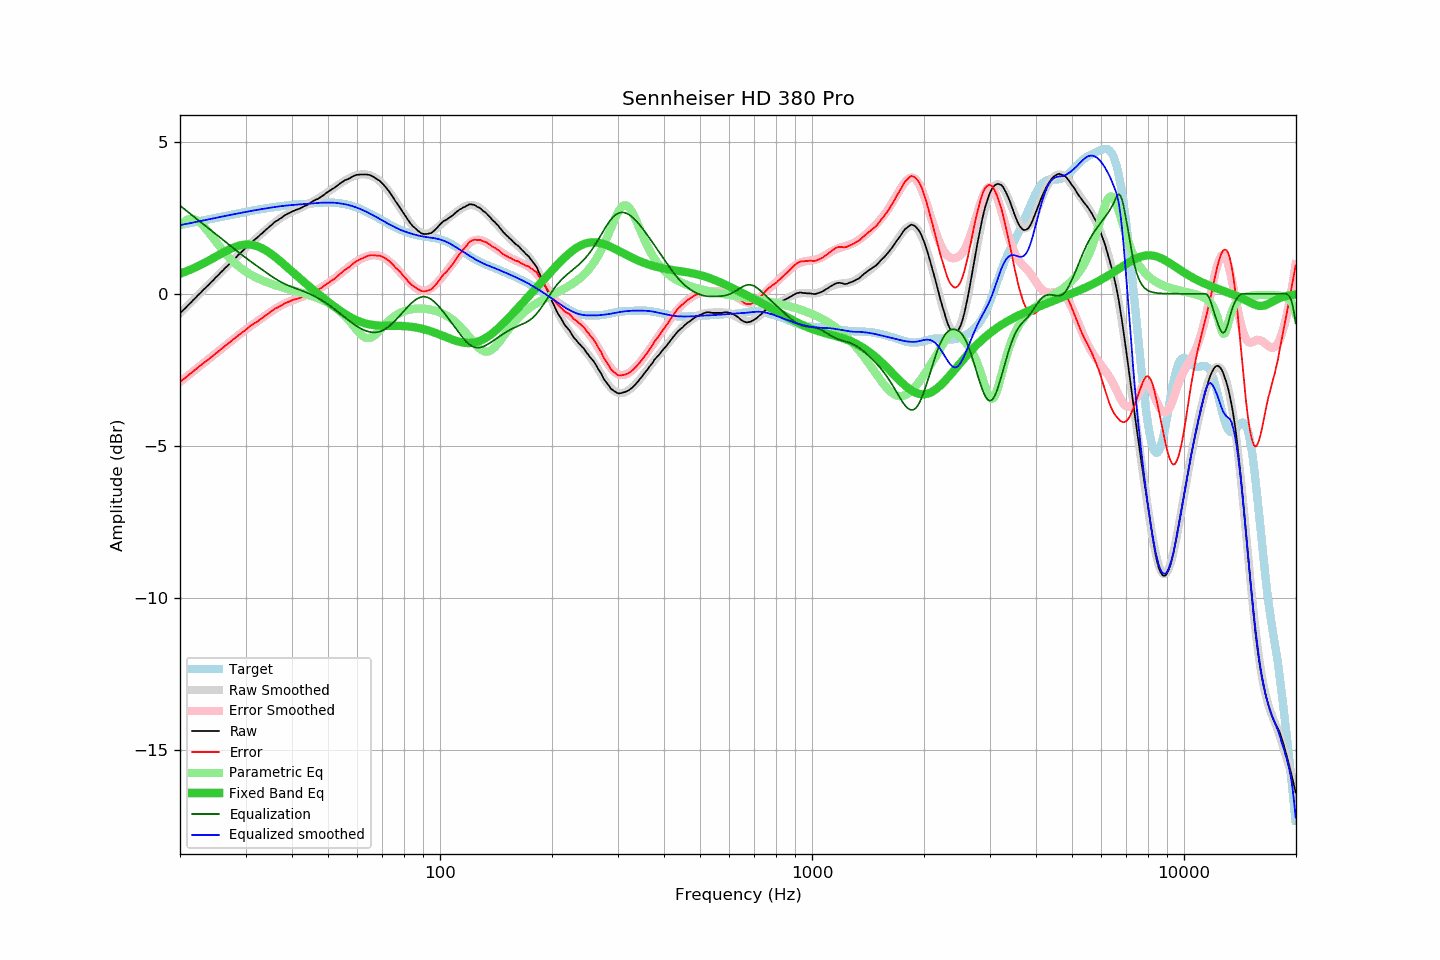 Sennheiser HD 380 Pro
5
0
−5
−10
−15
Amplitude (dBr)
Target
Raw Smoothed
Error Smoothed
Raw
Error
Parametric Eq
Fixed Band Eq
Equalization
Equalized smoothed
100 1000 10000
Frequency (Hz)